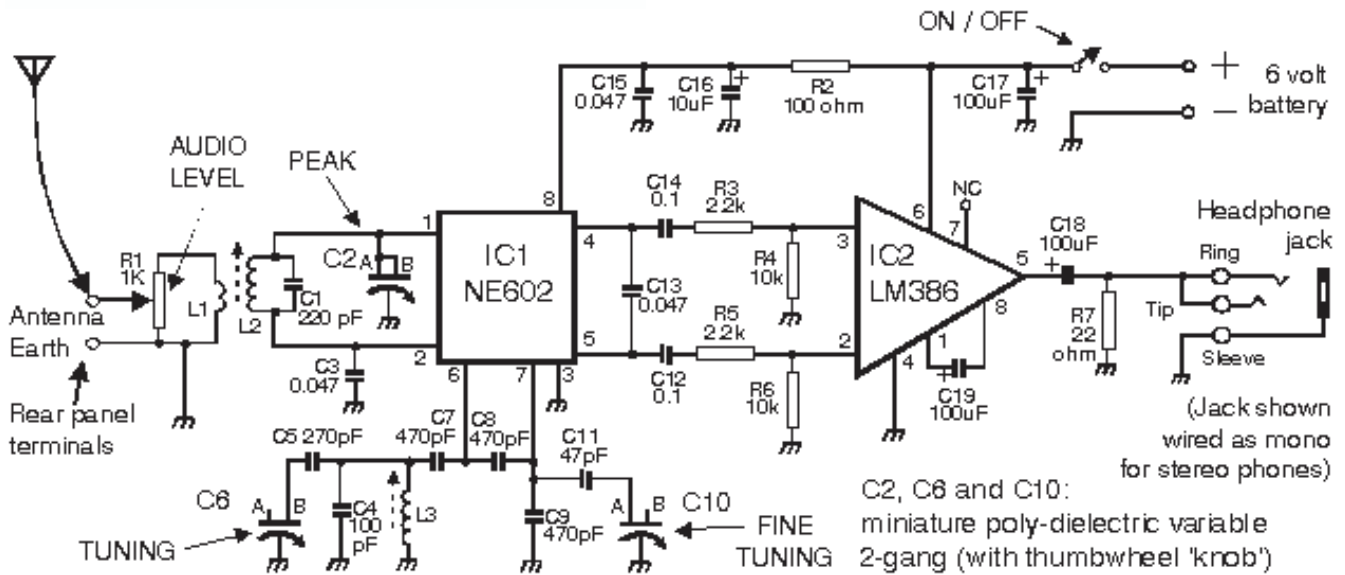 ON / OFF
C15
0.047
C16
10uF
+
R2
100 ohm
C17
100uF
+
+
6 volt
battery
−
AUDIO
LEVEL
PEAK
R1
1K
L1
L2
C1
220 pF
C2
A
B
C3
0.047
Antenna
Earth
Rear panel
terminals
1
2
8
4
5
6
7
3
IC1
NE602
C14
0.1
R3
2.2k
R4
10k
C13
0.047
R5
2.2k
C12
0.1
R6
10k
NC
3
2
6
7
5
8
1
4
IC2
LM386
C18
100uF
+
C19
100uF
+
R7
22
ohm
Headphone
jack
Ring
Tip
Sleeve
(Jack shown
wired as mono
for stereo phones)
C5 270pF
C7
470pF
C8
470pF
C11
47pF
C6
A
B
C4
100
pF
L3
C9
470pF
A
B
C10
TUNING
FINE
TUNING
C2, C6 and C10:
miniature poly-dielectric variable
2-gang (with thumbwheel 'knob')